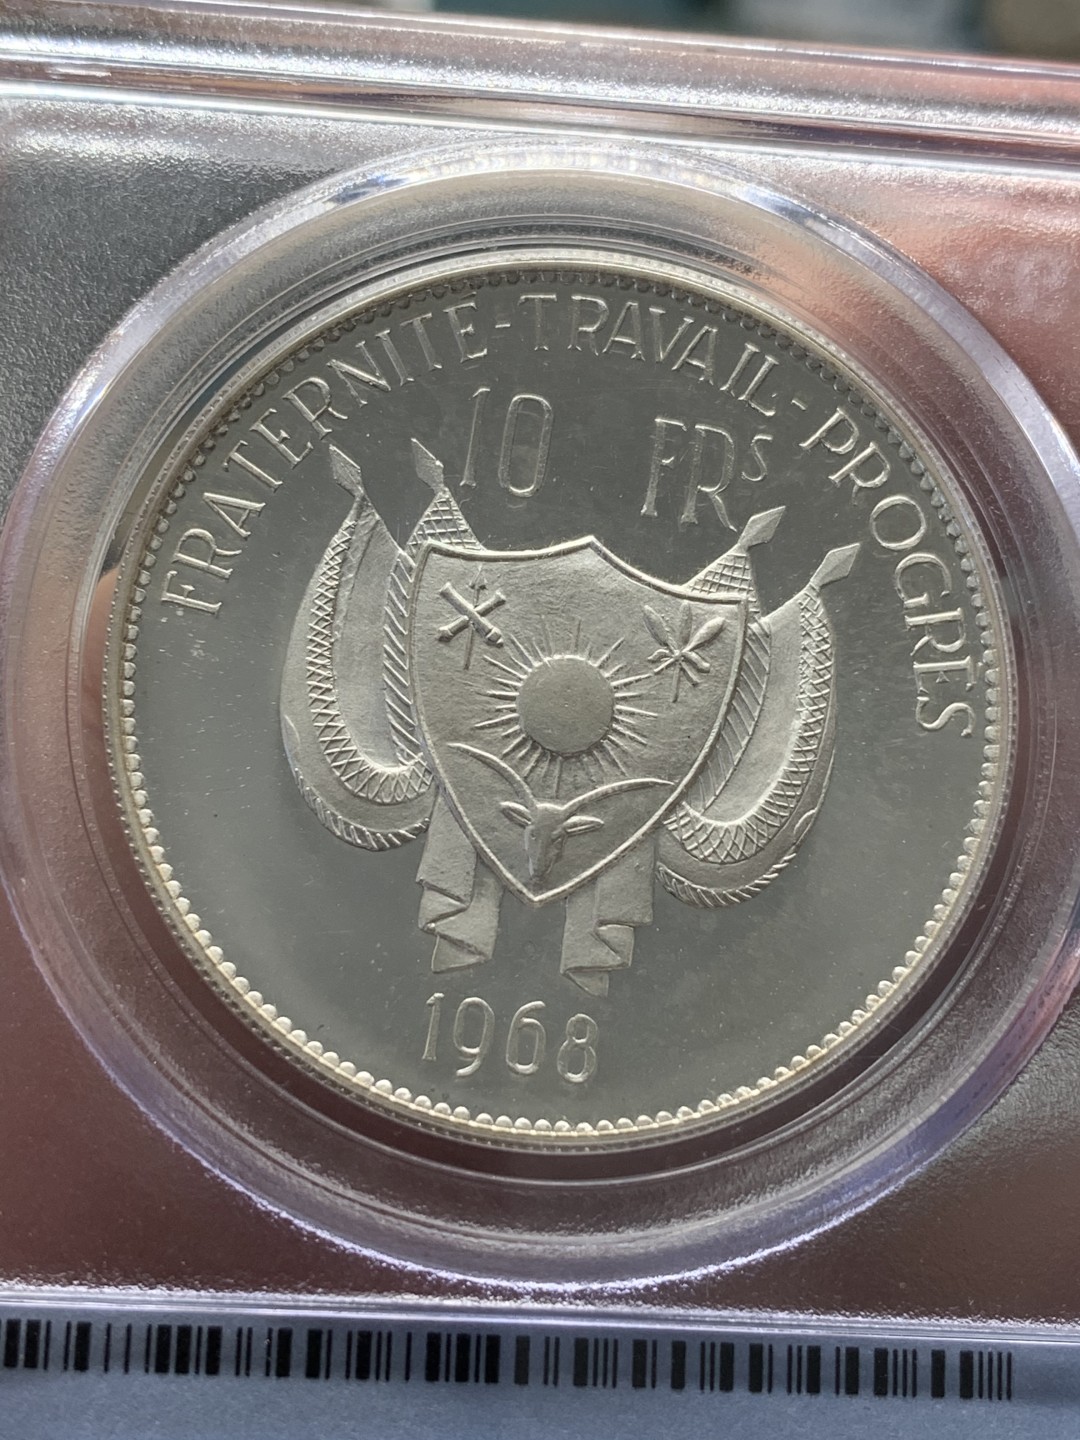 FRATERNITE-TRAVAIL-PROGRES
10 FRS
1968